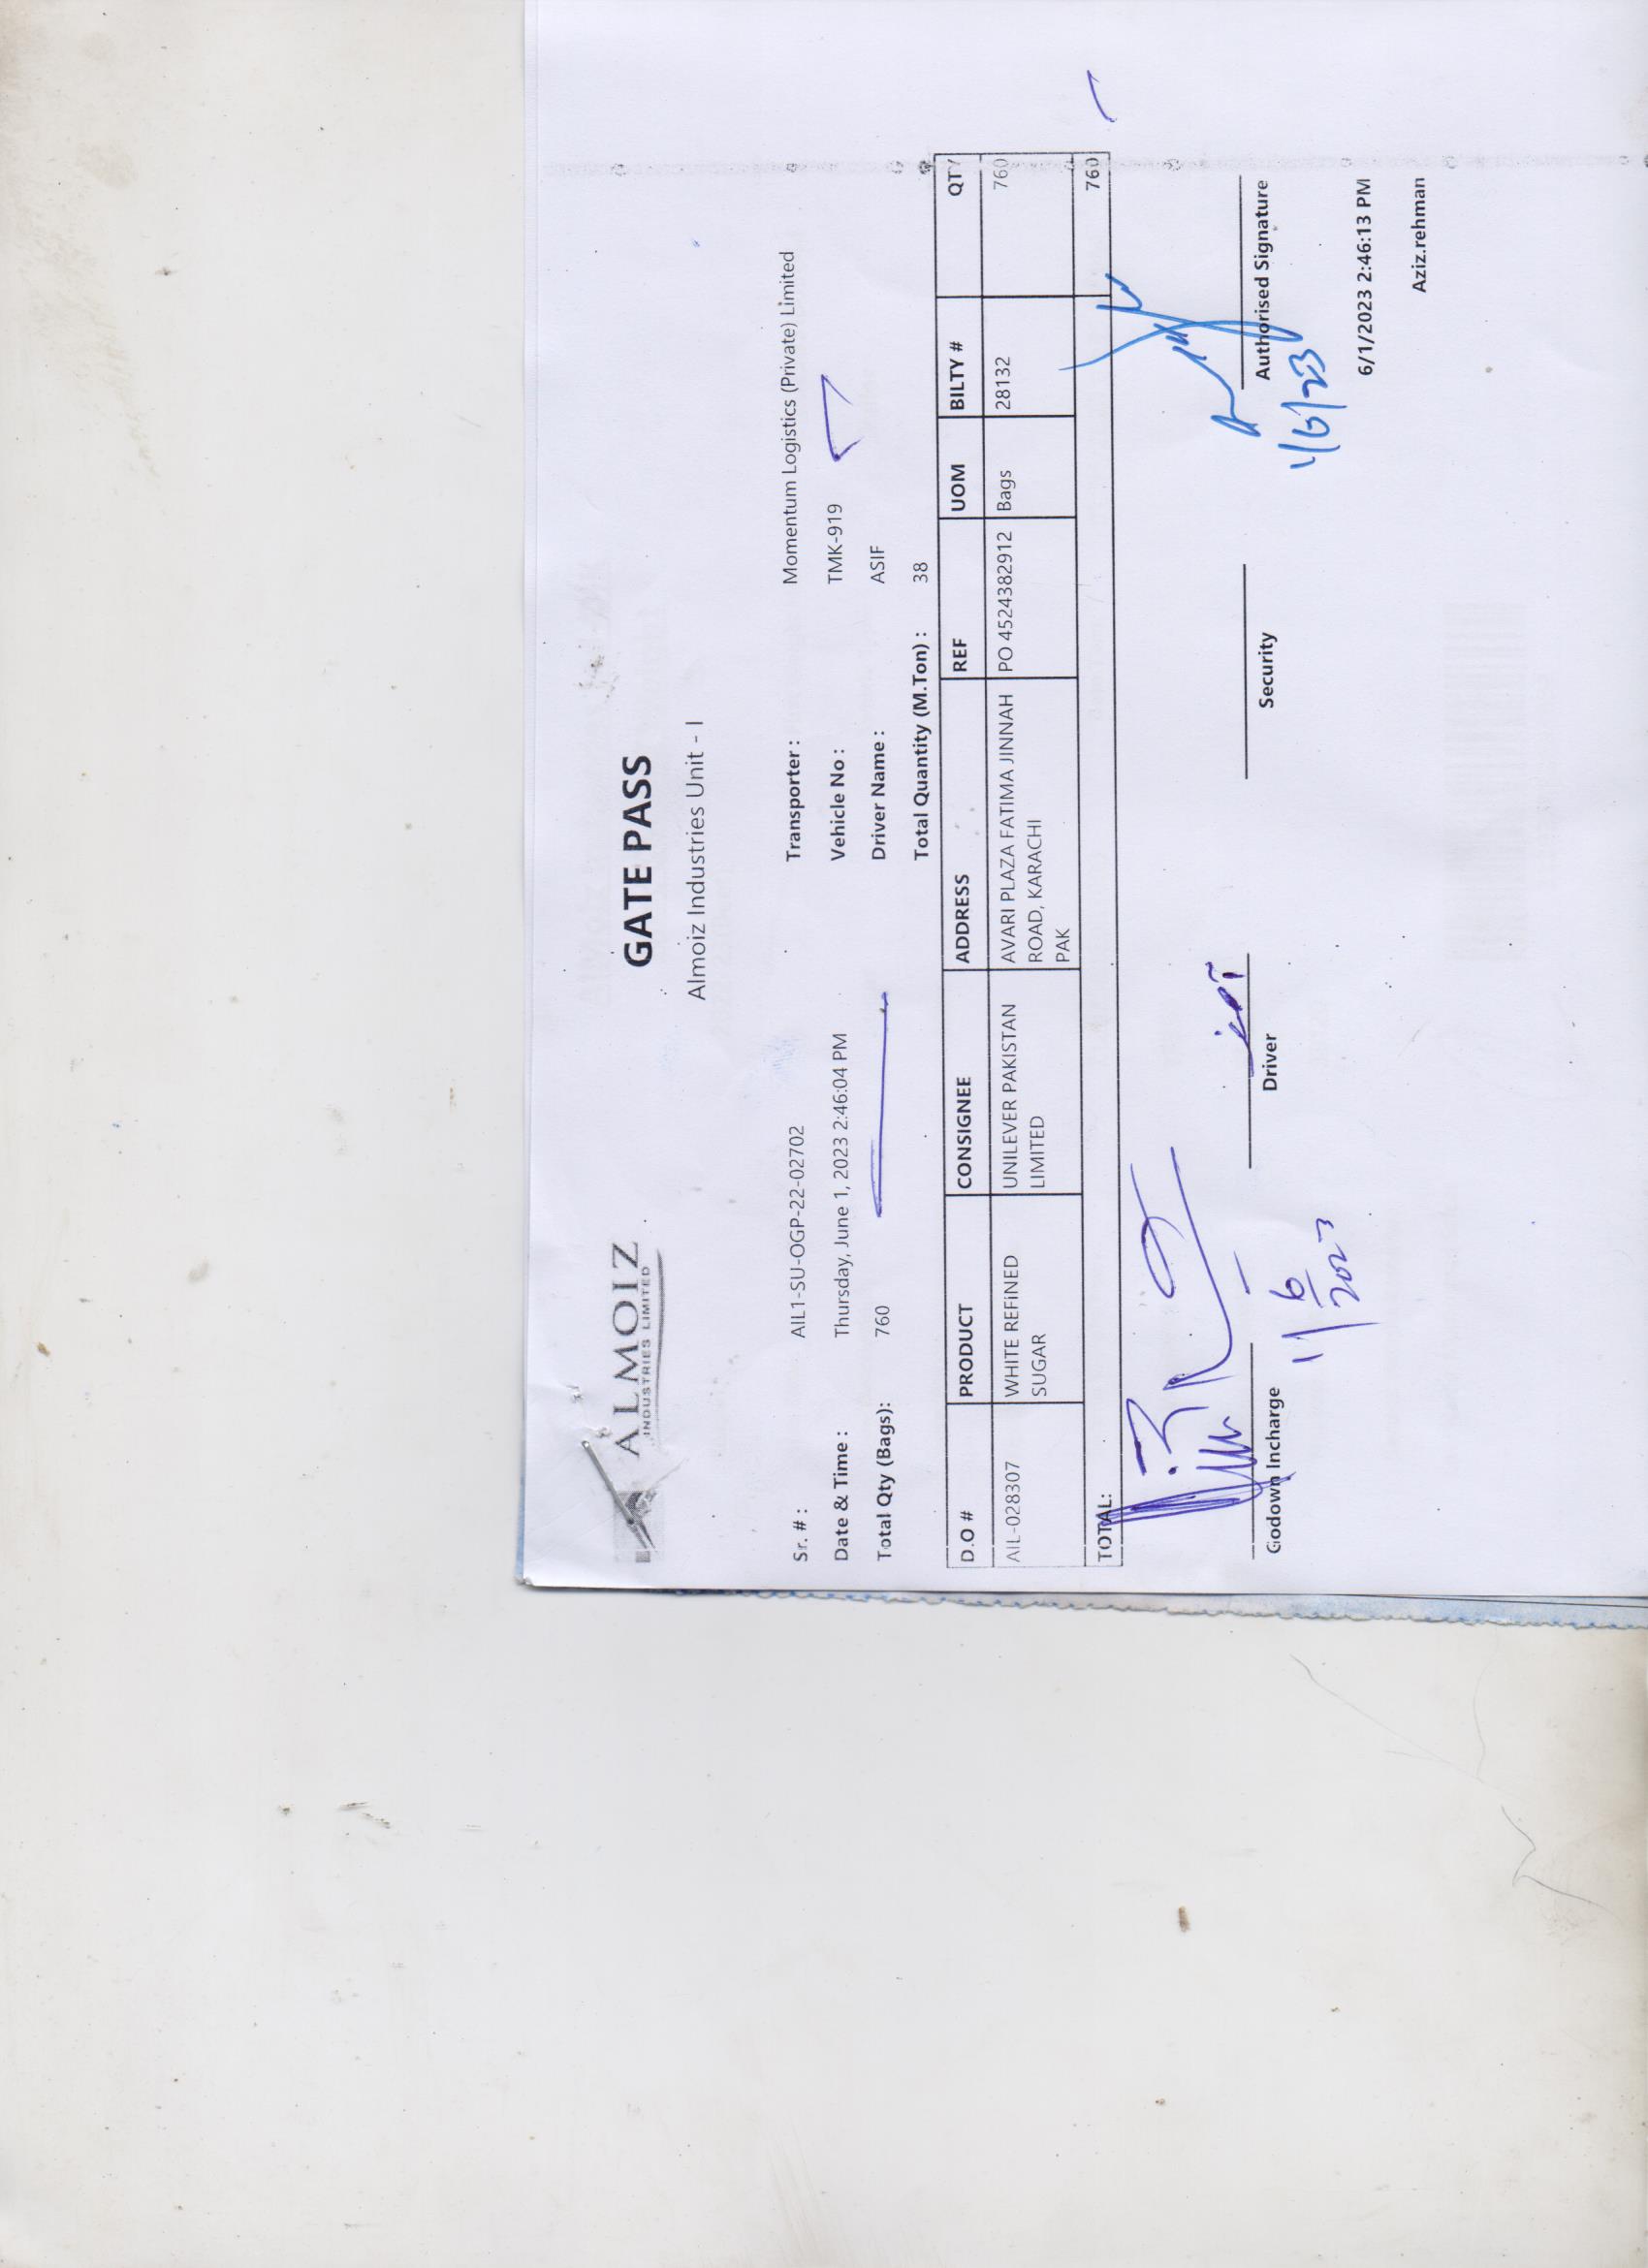 ALMOIZ
INDUSTRIES LIMITED
GATE PASS
Almoiz Industries Unit - I
Sr. # : AIL1-SU-OGP-22-02702 Transporter : Momentum Logistics (Private) Limited
Date & Time : Thursday, June 1, 2023 2:46:04 PM Vehicle No : TMK-919
Total Qty (Bags): 760 Driver Name : ASIF
Total Quantity (M.Ton) : 38
D.O # PRODUCT CONSIGNEE ADDRESS REF UOM BILTY # QTY
AIL-028307 WHITE REFINED UNILEVER PAKISTAN AVARI PLAZA FATIMA JINNAH PO 4524382912 Bags 28132 760
SUGAR LIMITED ROAD, KARACHI
PAK
TOTAL: 760
Godown Incharge Driver Security Authorised Signature
1/6/2023 1/6/23
6/1/2023 2:46:13 PM
Aziz.rehman